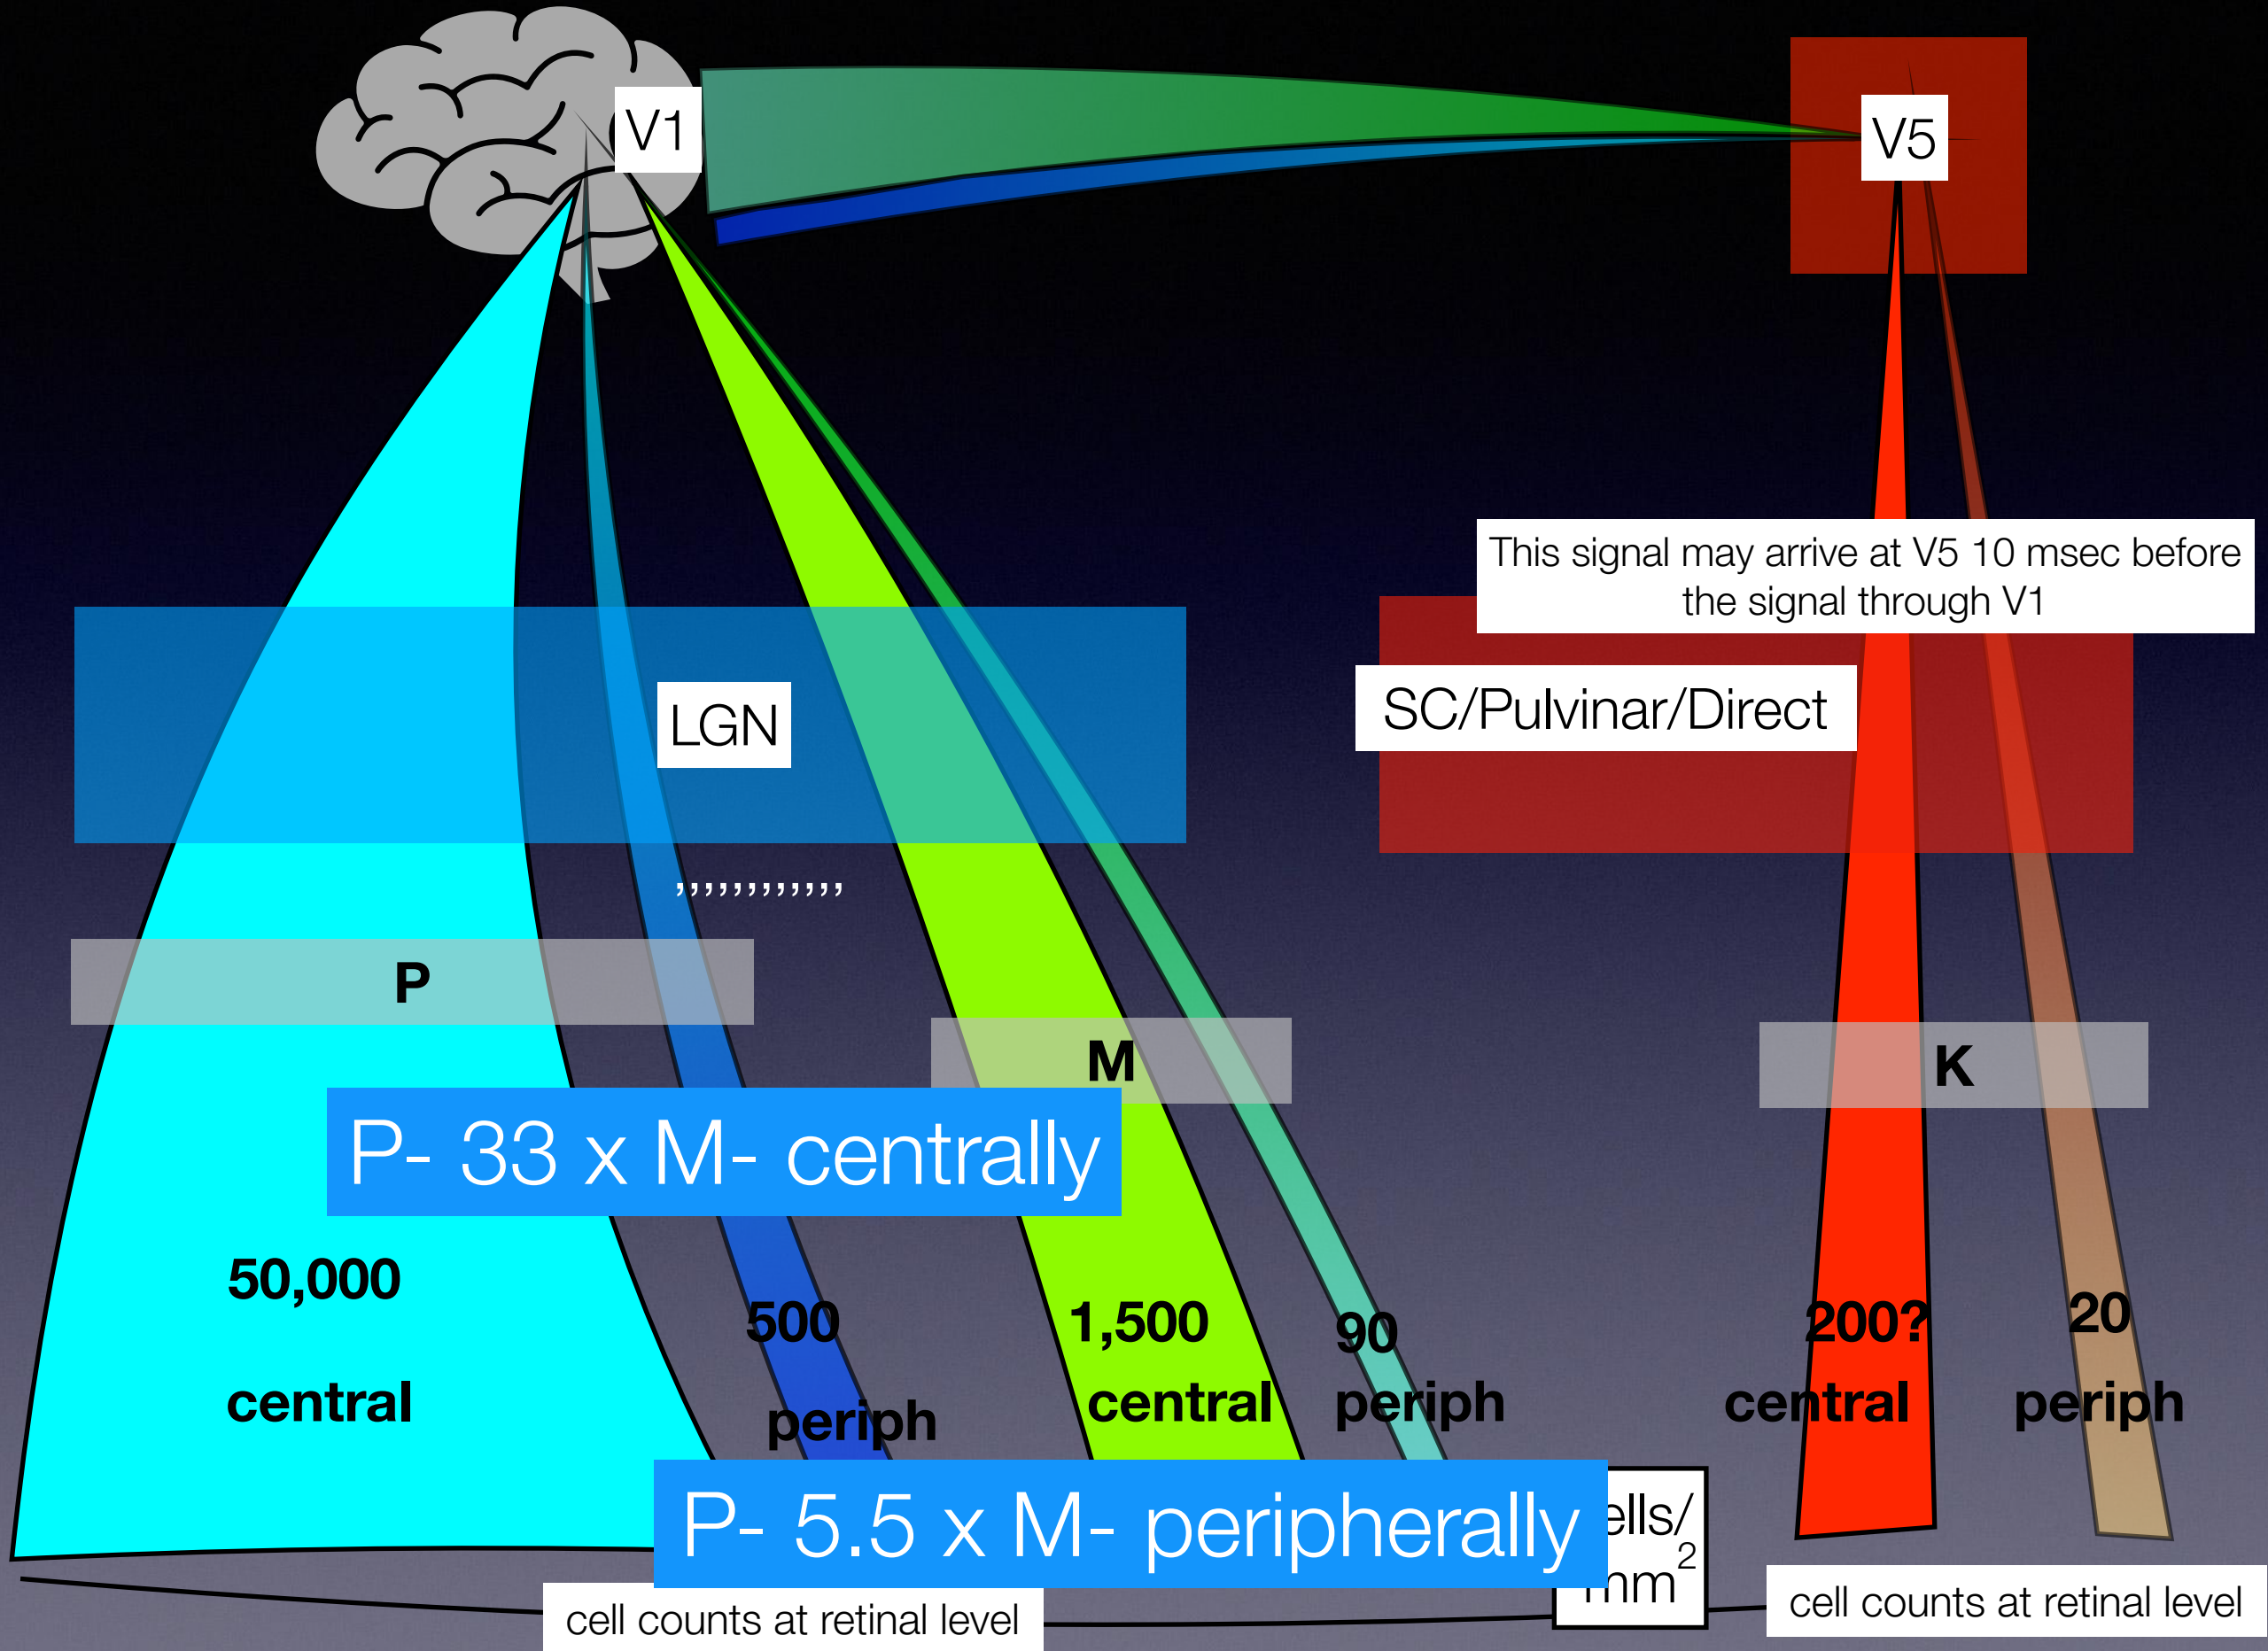 V1
V5
This signal may arrive at V5 10 msec before
the signal through V1
LGN
SC/Pulvinar/Direct
,,,,,,,,,,,,
P
M
K
P- 33 x M- centrally
50,000
500
1,500
90
200?
20
central
periph
central
periph
central
periph
P- 5.5 x M- peripherally
ells/
mm2
cell counts at retinal level
cell counts at retinal level